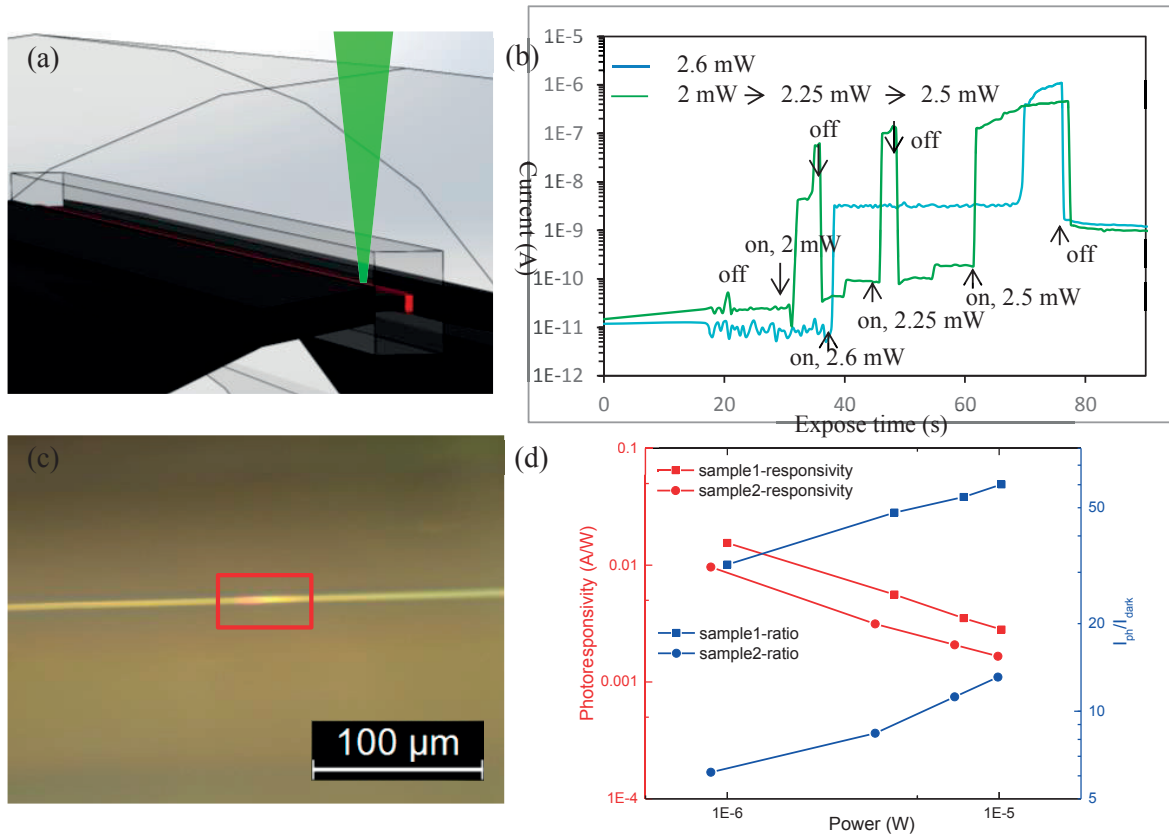 (a)
(b)
1E-5
1E-6
1E-7
1E-8
1E-9
1E-10
1E-11
1E-12
Current (A)
2.6 mW
2 mW → 2.25 mW → 2.5 mW
off
off
on, 2 mW
off
on, 2.25 mW
on, 2.6 mW
on, 2.5 mW
off
0
20
40
60
80
Expose time (s)
(c)
100 µm
(d)
0.1
0.01
0.001
1E-4
Photoresponsivity (A/W)
sample1-responsivity
sample2-responsivity
sample1-ratio
sample2-ratio
50
20
10
5
I_ph/I_dark
1E-6
1E-5
Power (W)